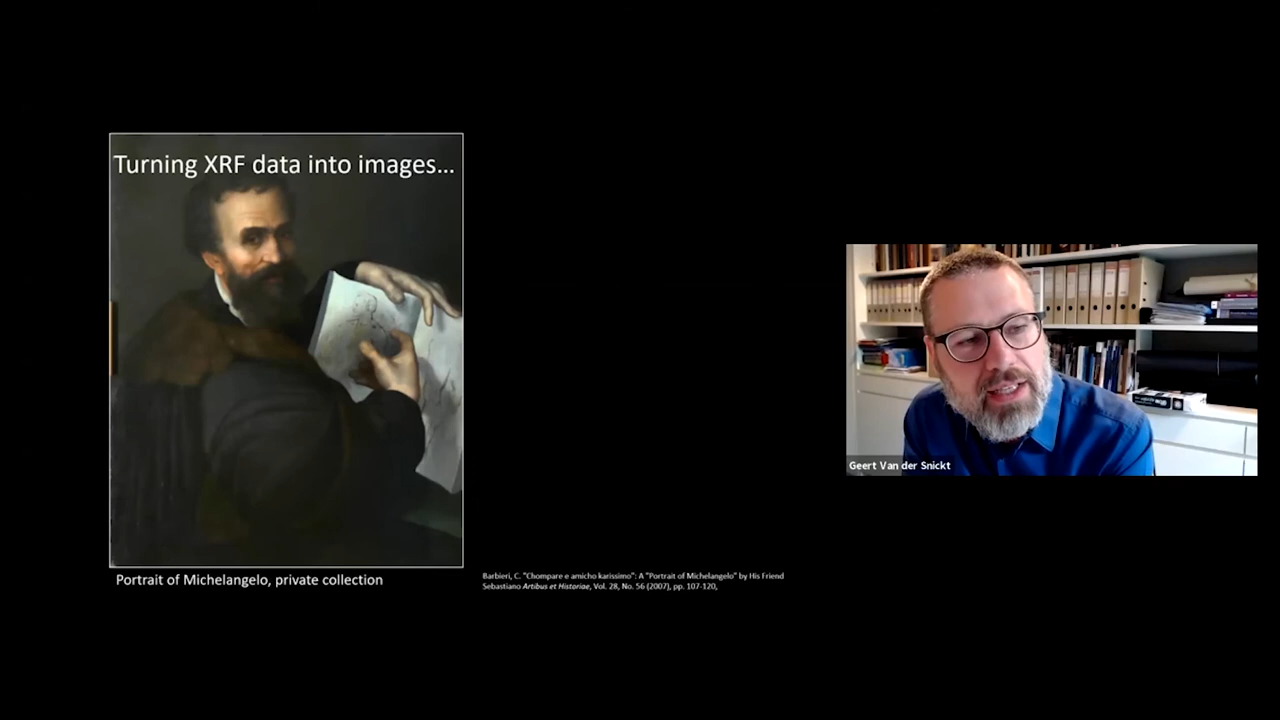 Turning XRF data into images...
Portrait of Michelangelo, private collection
Barbieri, C. "Chompare e amicho karissimo": A "Portrait of Michelangelo" by His Friend
Sebastiano Artibus et Historiae, Vol. 28, No. 56 (2007), pp. 107-120,
Geert Van der Snickt